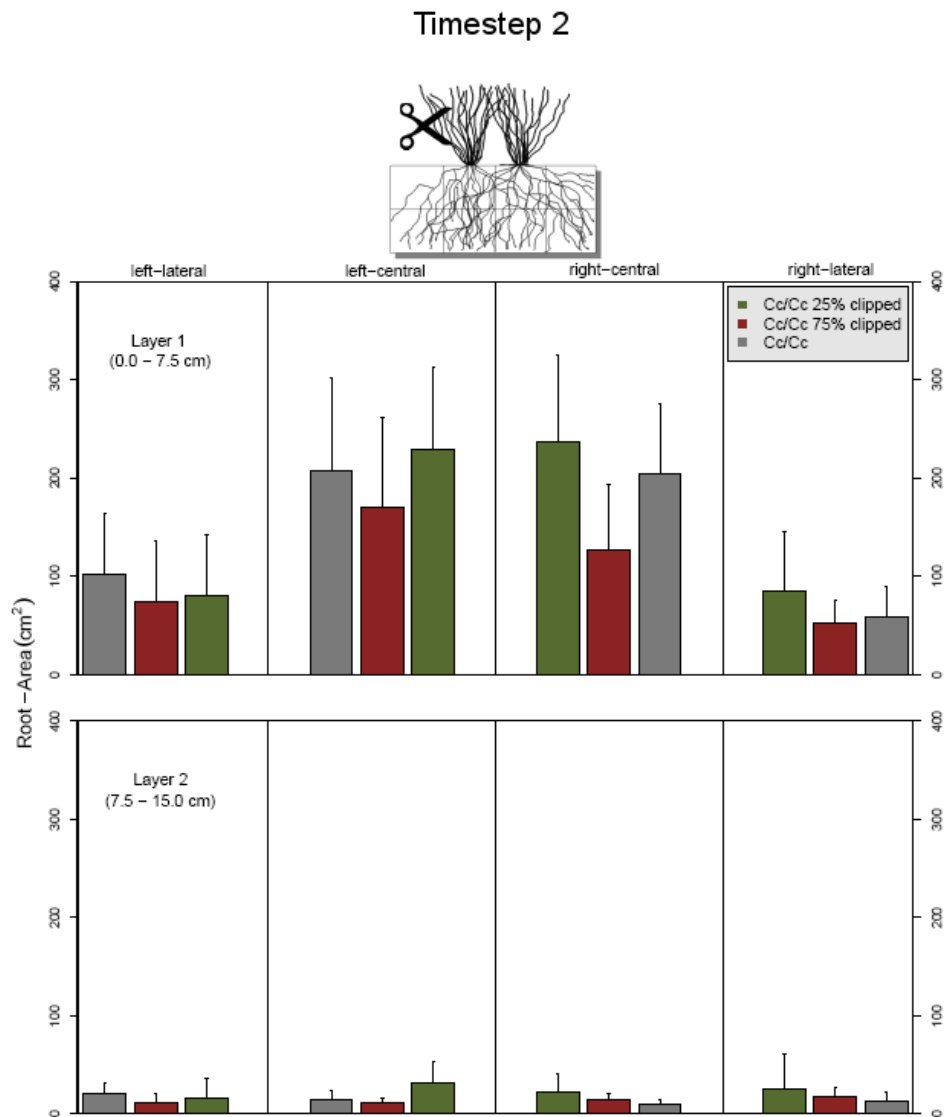 Timestep 2
left-lateral
left-central
right-central
right-lateral
400
300
200
100
0
Layer 1
(0.0 – 7.5 cm)
Cc/Cc 25% clipped
Cc/Cc 75% clipped
Cc/Cc
400
300
200
100
0
Root-Area (cm²)
400
300
200
100
0
Layer 2
(7.5 – 15.0 cm)
400
300
200
100
0